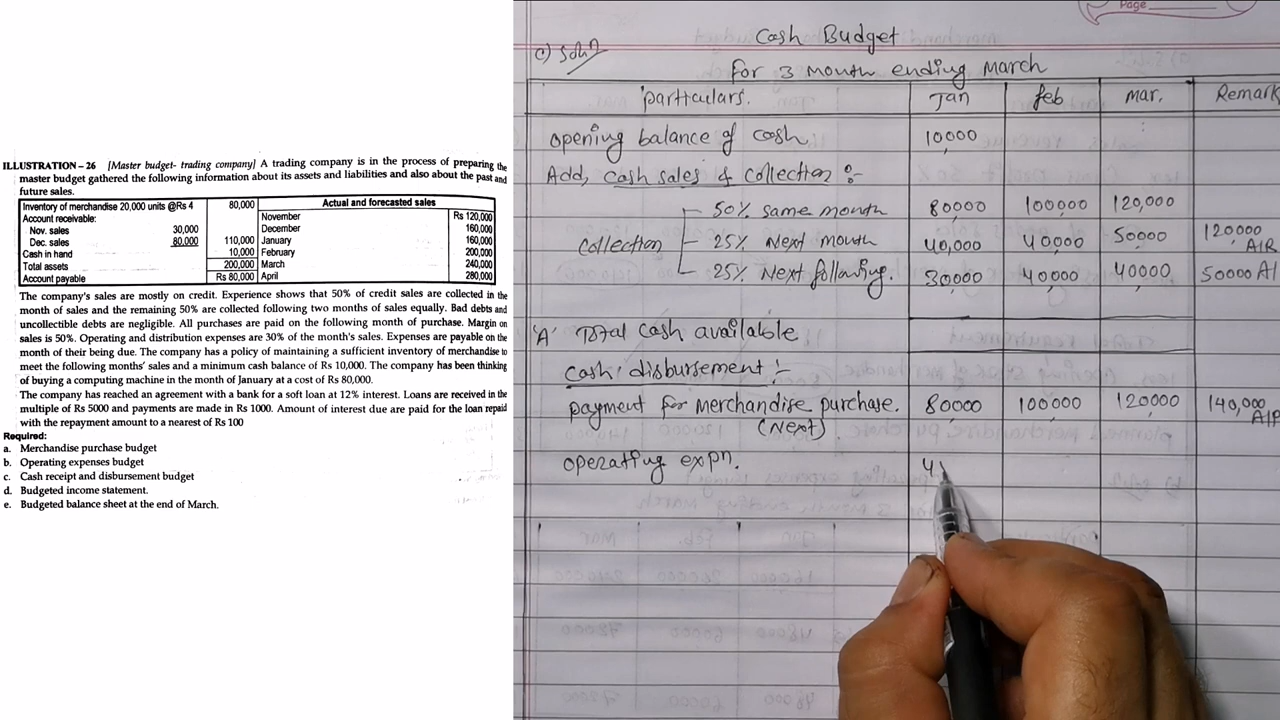 ILLUSTRATION – 26 [Master budget- trading company] A trading company is in the process of preparing the
master budget gathered the following information about its assets and liabilities and also about the past and
future sales.
Inventory of merchandise 20,000 units @Rs 4 80,000 Actual and forecasted sales
Account receivable: November Rs 120,000
Nov. sales 30,000 December 160,000
Dec. sales 80,000 110,000 January 160,000
Cash in hand 10,000 February 200,000
Total assets 200,000 March 240,000
Account payable Rs 80,000 April 280,000
The company's sales are mostly on credit. Experience shows that 50% of credit sales are collected in the
month of sales and the remaining 50% are collected following two months of sales equally. Bad debts and
uncollectible debts are negligible. All purchases are paid on the following month of purchase. Margin on
sales is 50%. Operating and distribution expenses are 30% of the month's sales. Expenses are payable on the
month of their being due. The company has a policy of maintaining a sufficient inventory of merchandise to
meet the following months' sales and a minimum cash balance of Rs 10,000. The company has been thinking
of buying a computing machine in the month of January at a cost of Rs 80,000.
The company has reached an agreement with a bank for a soft loan at 12% interest. Loans are received in the
multiple of Rs 5000 and payments are made in Rs 1000. Amount of interest due are paid for the loan repaid
with the repayment amount to a nearest of Rs 100
Required:
a. Merchandise purchase budget
b. Operating expenses budget
c. Cash receipt and disbursement budget
d. Budgeted income statement.
e. Budgeted balance sheet at the end of March.
Page
Cash Budget
c) Soln
For 3 month ending March
particulars. Jan feb mar. Remark
opening balance of cash 10,000
Add, cash sales & collection :-
50% same month 80000 100,000 120,000
collection 25% Next month 40,000 40,000 50000 120000 A/R
25% Next following. 30,000 40,000 40000 50000 A/
'A' Total cash available
cash disbursement :-
payment for Merchandise purchase. 80000 100,000 120000 140,000 A/P
(Next)
operating expn. 4